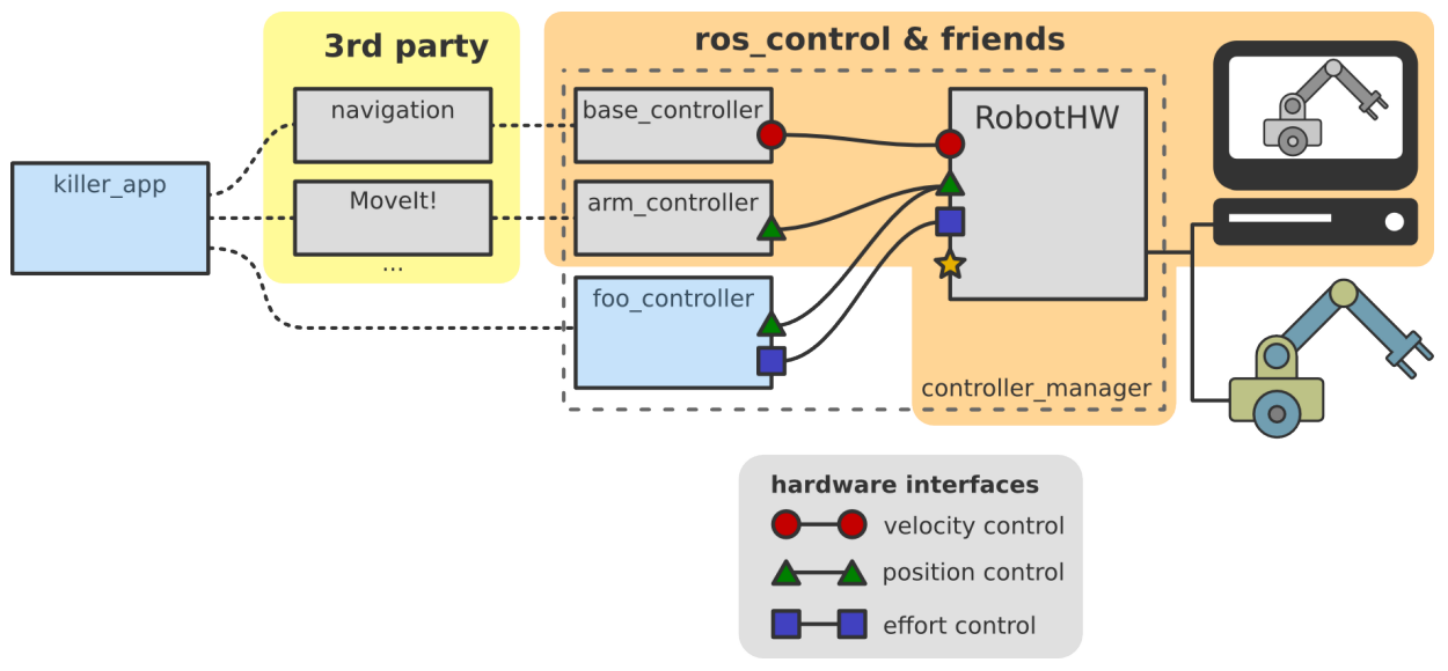 3rd party
ros_control & friends
navigation
base_controller
RobotHW
killer_app
MoveIt!
arm_controller
...
foo_controller
controller_manager
hardware interfaces
velocity control
position control
effort control